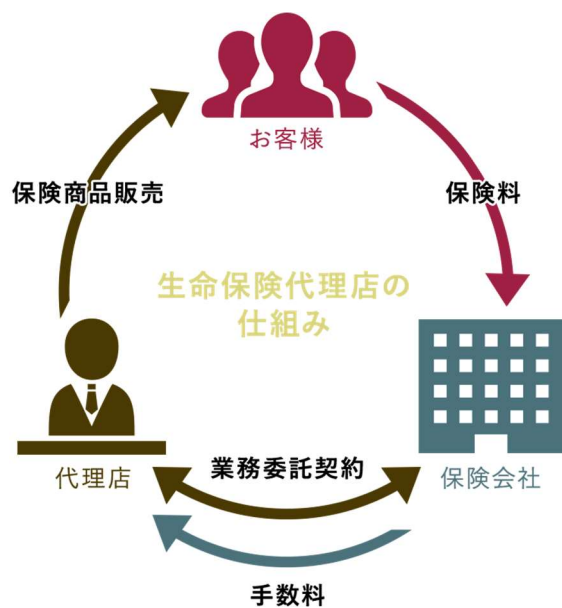 お客様
保険商品販売
保険料
生命保険代理店の
仕組み
代理店
業務委託契約
保険会社
手数料